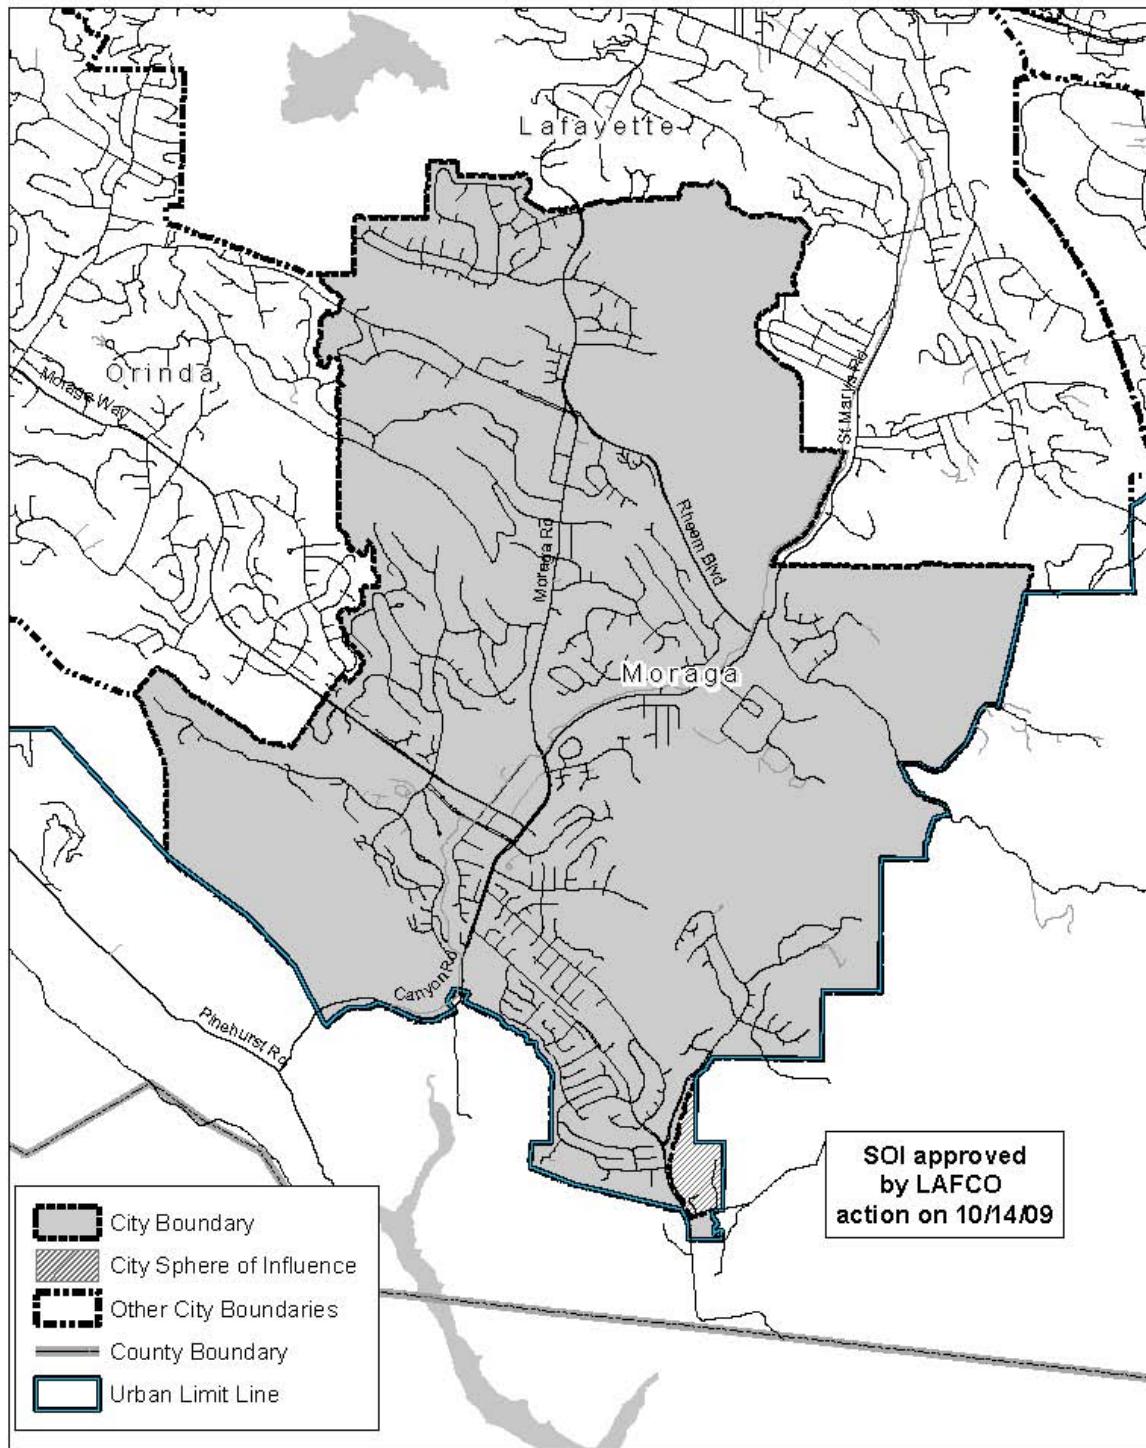 Lafayette
Orinda
Moraga Way
St Marys Rd
Rheem Blvd
Moraga Rd
Moraga
Canyon Rd
Pinehurst Rd
SOI approved
by LAFCO
action on 10/14/09
City Boundary
City Sphere of Influence
Other City Boundaries
County Boundary
Urban Limit Line